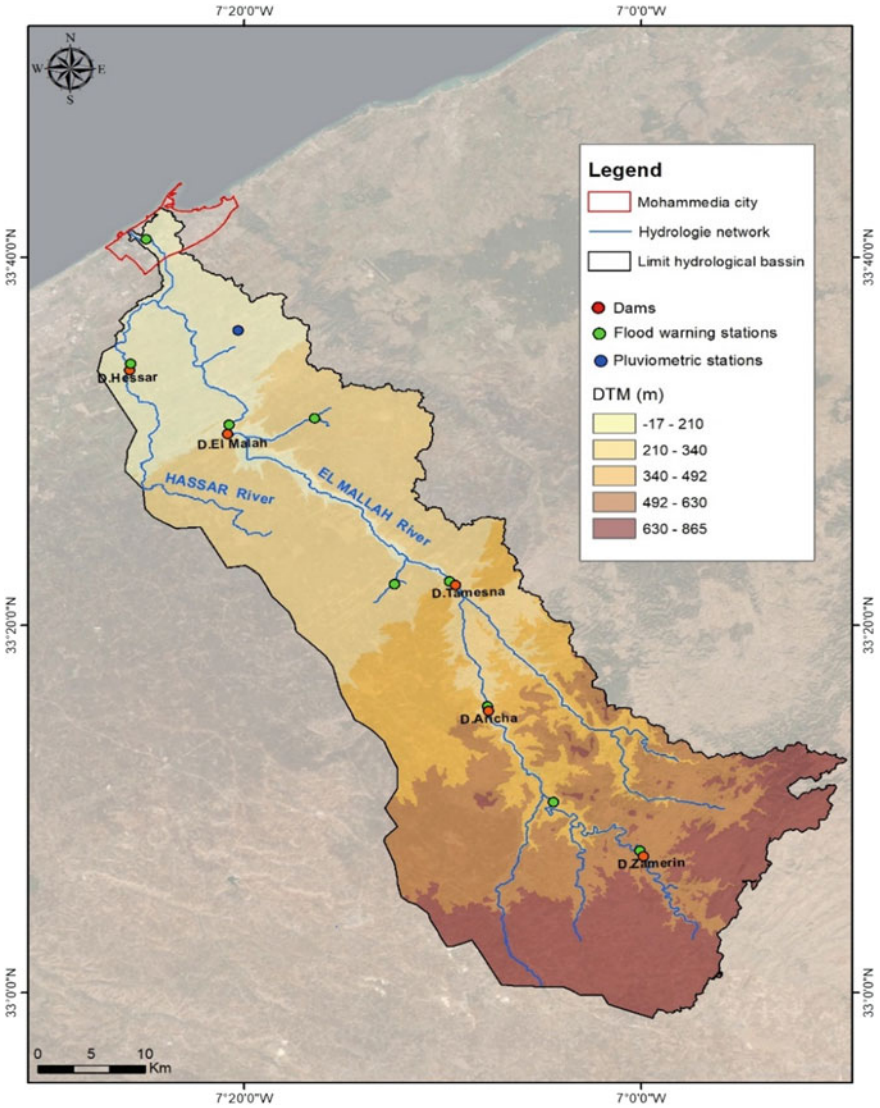 7°20'0"W
7°0'0"W
N
W
E
S
Legend
Mohammedia city
Hydrologie network
Limit hydrological bassin
Dams
Flood warning stations
Pluviometric stations
DTM (m)
-17 - 210
210 - 340
340 - 492
492 - 630
630 - 865
33°40'0"N
33°40'0"N
D.Hessar
D.El Malah
HASSAR River
EL MALLAH River
D.Tamesna
33°20'0"N
33°20'0"N
D.Aricha
D.Zamerin
33°0'0"N
33°0'0"N
0 5 10
Km
7°20'0"W
7°0'0"W